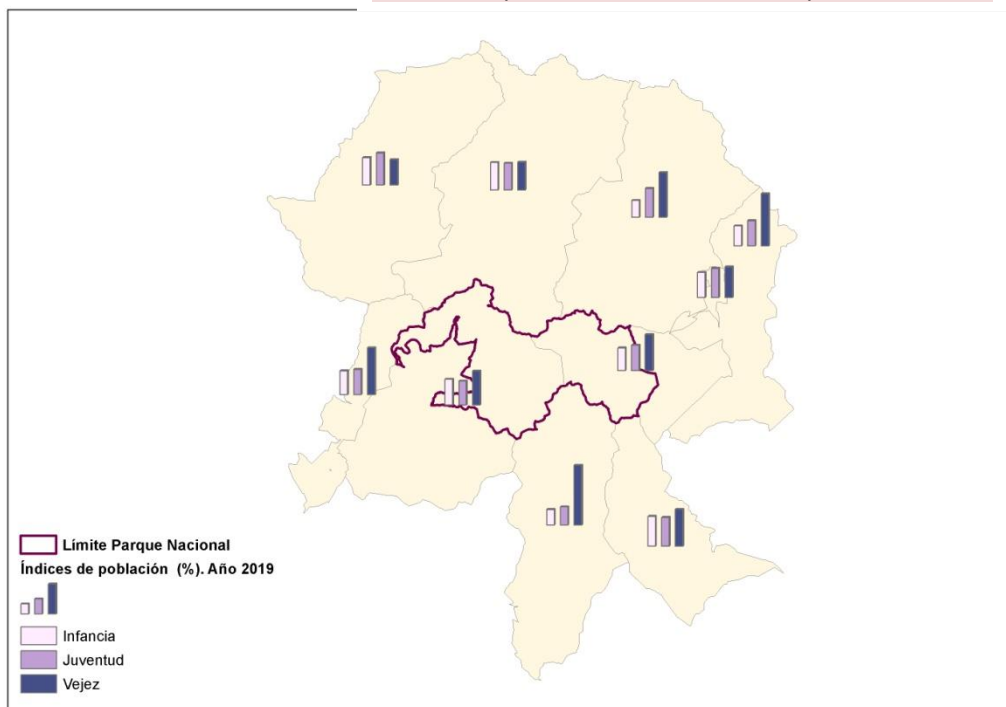 Límite Parque Nacional
Índices de población (%). Año 2019
Infancia
Juventud
Vejez